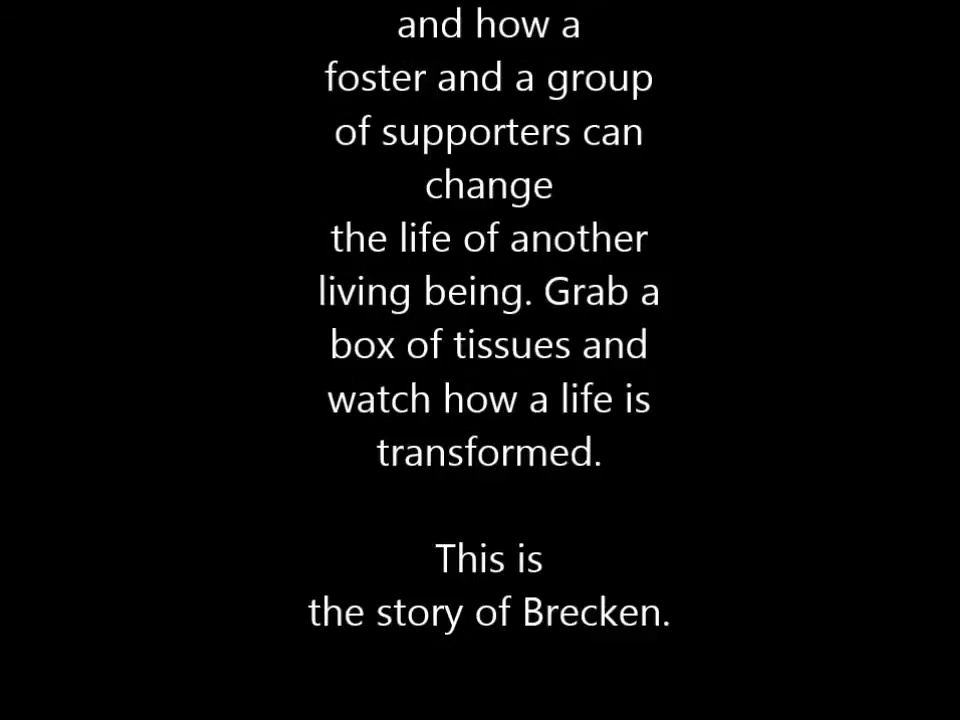 and how a
foster and a group
of supporters can
change
the life of another
living being. Grab a
box of tissues and
watch how a life is
transformed.
This is
the story of Brecken.